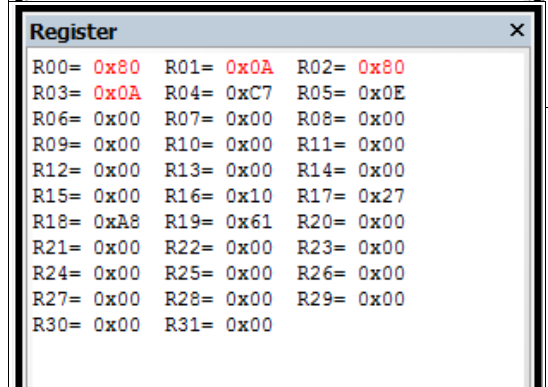 Register ×
R00= 0x80 R01= 0x0A R02= 0x80
R03= 0x0A R04= 0xC7 R05= 0x0E
R06= 0x00 R07= 0x00 R08= 0x00
R09= 0x00 R10= 0x00 R11= 0x00
R12= 0x00 R13= 0x00 R14= 0x00
R15= 0x00 R16= 0x10 R17= 0x27
R18= 0xA8 R19= 0x61 R20= 0x00
R21= 0x00 R22= 0x00 R23= 0x00
R24= 0x00 R25= 0x00 R26= 0x00
R27= 0x00 R28= 0x00 R29= 0x00
R30= 0x00 R31= 0x00